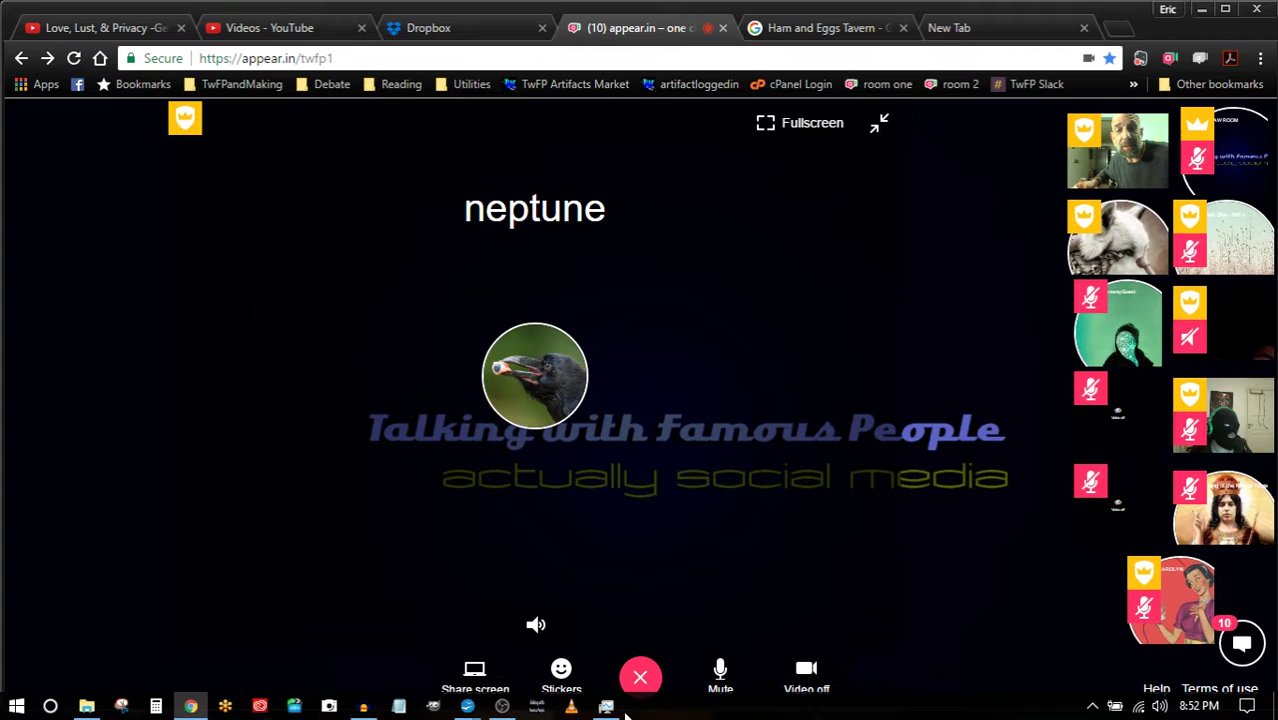 Eric
Love, Lust, & Privacy -Ge
Videos - YouTube
Dropbox
(10) appear.in – one c
Ham and Eggs Tavern - G
New Tab
Secure
https://appear.in/twfp1
Apps
Bookmarks
TwFPandMaking
Debate
Reading
Utilities
TwFP Artifacts Market
artifactloggedin
cPanel Login
room one
room 2
TwFP Slack
»
Other bookmarks
Fullscreen
neptune
Talking with Famous People
actually social media
Share screen
Stickers
Mute
Video off
10
Help
Terms of use
8:52 PM